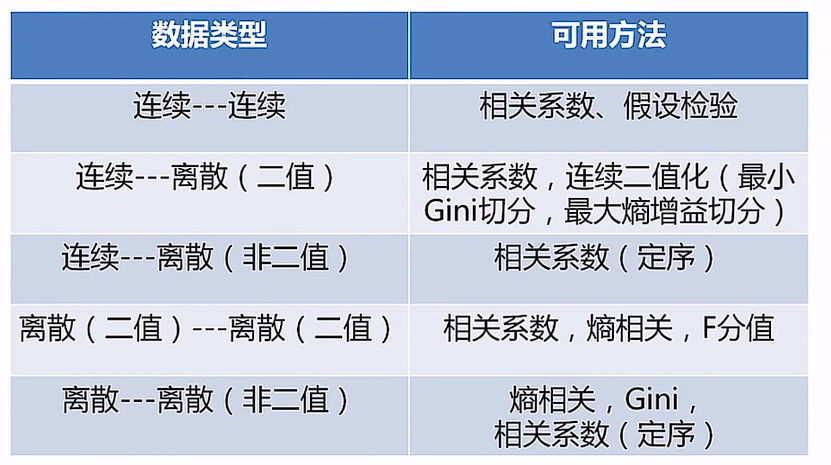 数据类型
可用方法
连续---连续
相关系数、假设检验
连续---离散（二值）
相关系数，连续二值化（最小
Gini切分，最大熵增益切分）
连续---离散（非二值）
相关系数（定序）
离散（二值）---离散（二值）
相关系数，熵相关，F分值
离散---离散（非二值）
熵相关，Gini，
相关系数（定序）